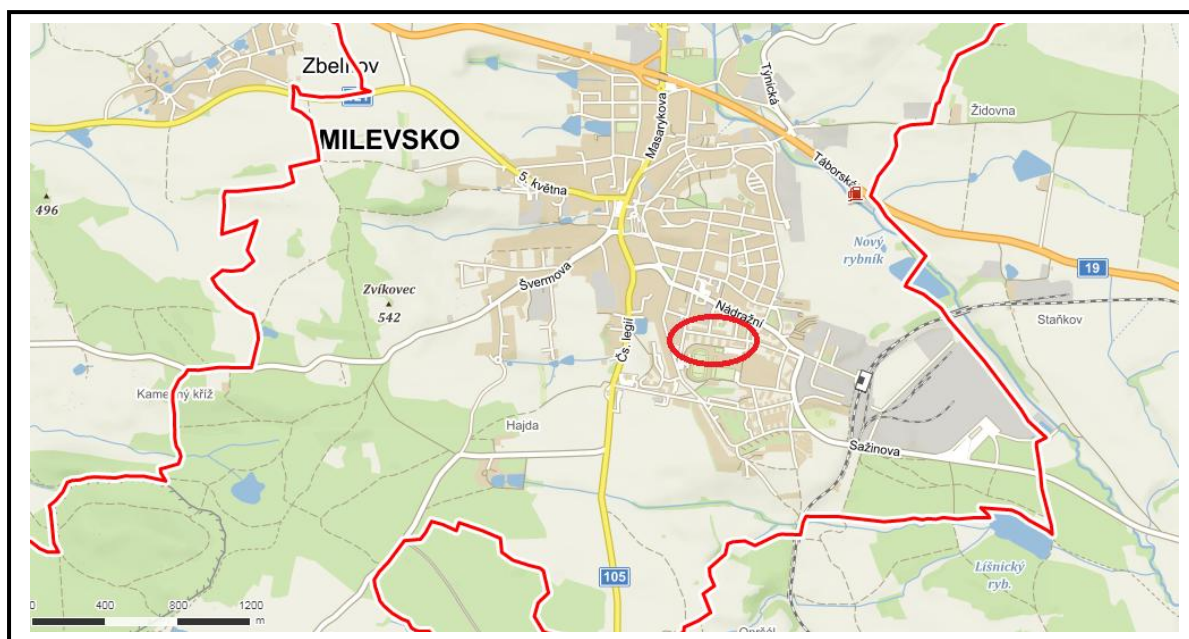 Zbelítov
MILEVSKO
Týnická
Židovna
Masarykova
Táborská
5. května
496
Nový
rybník
19
Švermova
Zvíkovec
542
Nádražní
Staňkov
Čs. legií
Kamenný kříž
Hajda
Sažinova
105
Líšnický
ryb.
0 400 800 1200
m